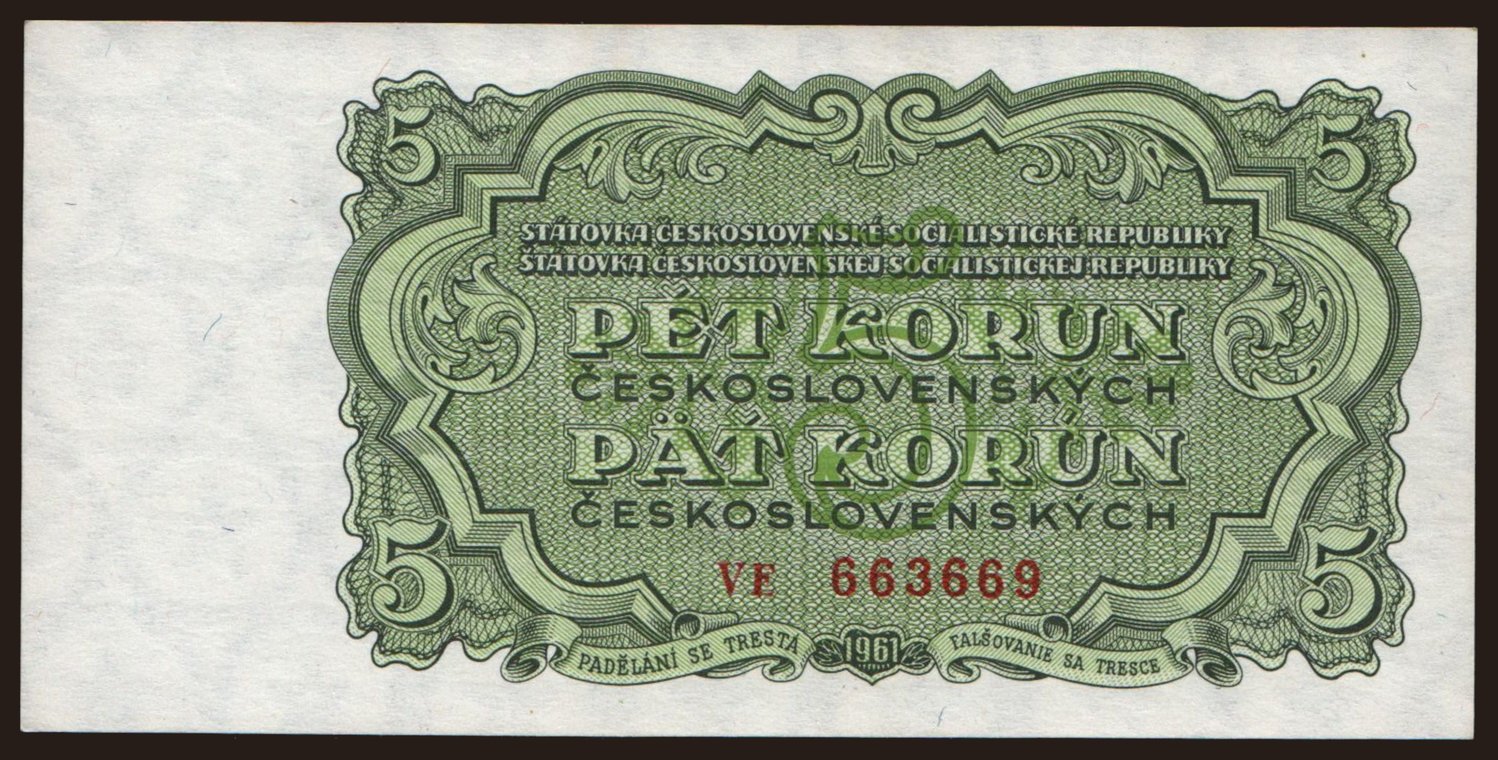 5 5
STÁTOVKA ČESKOSLOVENSKÉ SOCIALISTICKÉ REPUBLIKY
ŠTÁTOVKA ČESKOSLOVENSKEJ SOCIALISTICKEJ REPUBLIKY
PĚT KORUN
ČESKOSLOVENSKÝCH
PÄŤ KORÚN
ČESKOSLOVENSKÝCH
5
VE 663669
5 5
PADĚLÁNÍ SE TRESTÁ 1961 FALŠOVANIE SA TRESCE